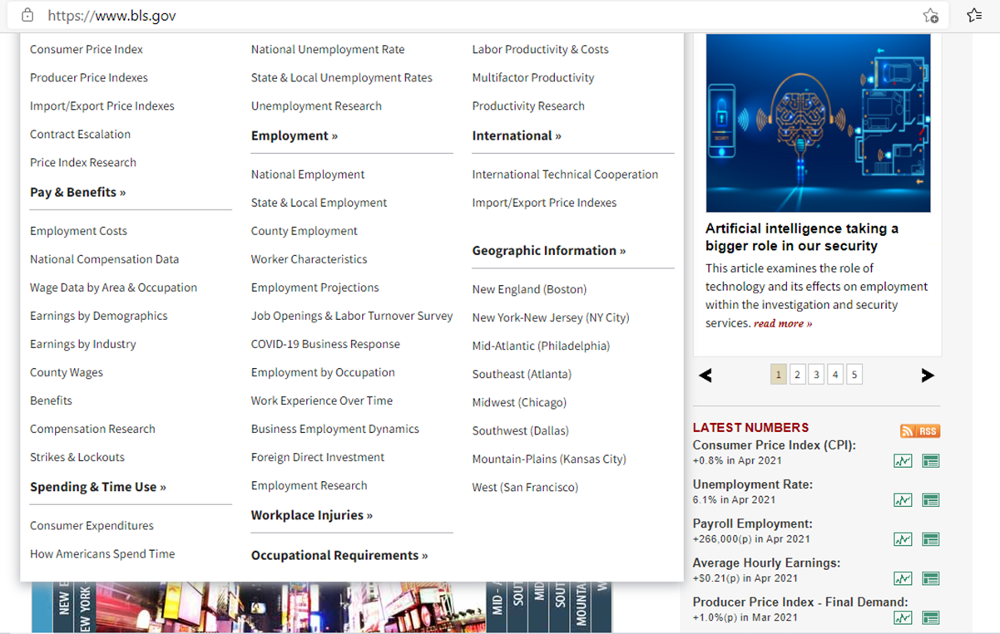 https://www.bls.gov
Consumer Price Index
Producer Price Indexes
Import/Export Price Indexes
Contract Escalation
Price Index Research
Pay & Benefits »
Employment Costs
National Compensation Data
Wage Data by Area & Occupation
Earnings by Demographics
Earnings by Industry
County Wages
Benefits
Compensation Research
Strikes & Lockouts
Spending & Time Use »
Consumer Expenditures
How Americans Spend Time
National Unemployment Rate
State & Local Unemployment Rates
Unemployment Research
Employment »
National Employment
State & Local Employment
County Employment
Worker Characteristics
Employment Projections
Job Openings & Labor Turnover Survey
COVID-19 Business Response
Employment by Occupation
Work Experience Over Time
Business Employment Dynamics
Foreign Direct Investment
Employment Research
Workplace Injuries »
Occupational Requirements »
Labor Productivity & Costs
Multifactor Productivity
Productivity Research
International »
International Technical Cooperation
Import/Export Price Indexes
Geographic Information »
New England (Boston)
New York-New Jersey (NY City)
Mid-Atlantic (Philadelphia)
Southeast (Atlanta)
Midwest (Chicago)
Southwest (Dallas)
Mountain-Plains (Kansas City)
West (San Francisco)
SECURITY
Artificial intelligence taking a
bigger role in our security
This article examines the role of
technology and its effects on employment
within the investigation and security
services. read more »
1 2 3 4 5
LATEST NUMBERS
RSS
Consumer Price Index (CPI):
+0.8% in Apr 2021
Unemployment Rate:
6.1% in Apr 2021
Payroll Employment:
+266,000(p) in Apr 2021
Average Hourly Earnings:
+$0.21(p) in Apr 2021
Producer Price Index - Final Demand:
+1.0%(p) in Mar 2021
NEW E
EW YORK
MID - A
SOUT
MID
SOUT
MOUNTA
W